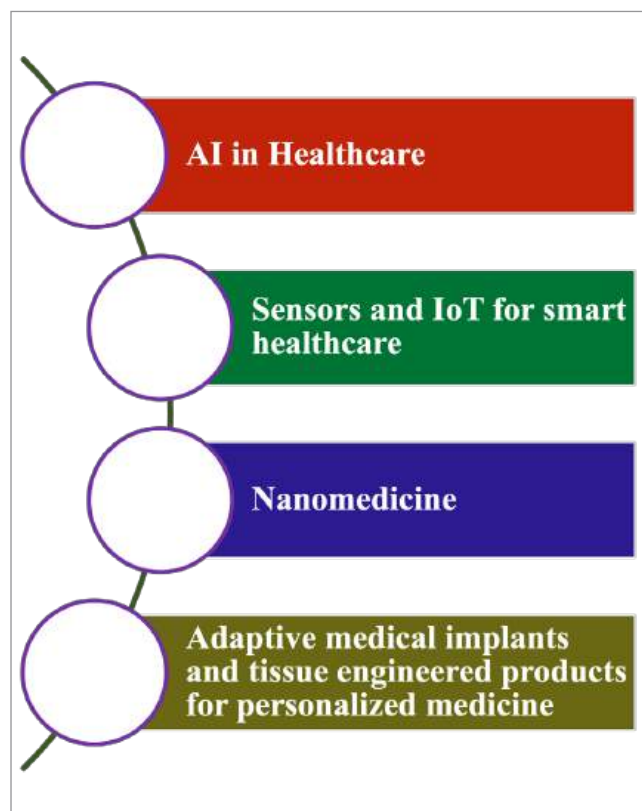 AI in Healthcare
Sensors and IoT for smart
healthcare
Nanomedicine
Adaptive medical implants
and tissue engineered products
for personalized medicine